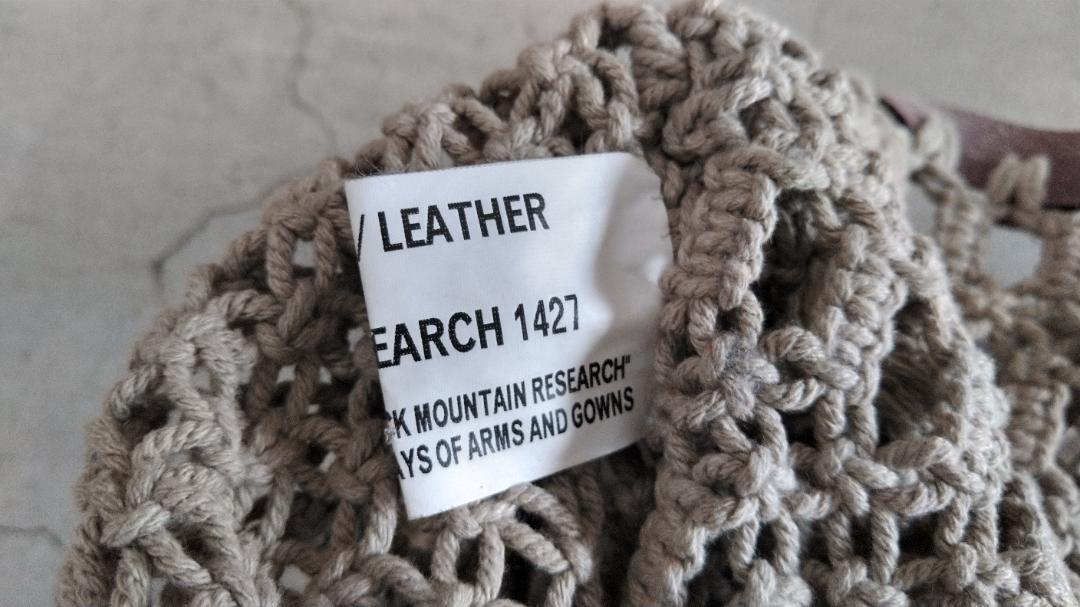 / LEATHER
EARCH 1427
K MOUNTAIN RESEARCH"
AYS OF ARMS AND GOWNS